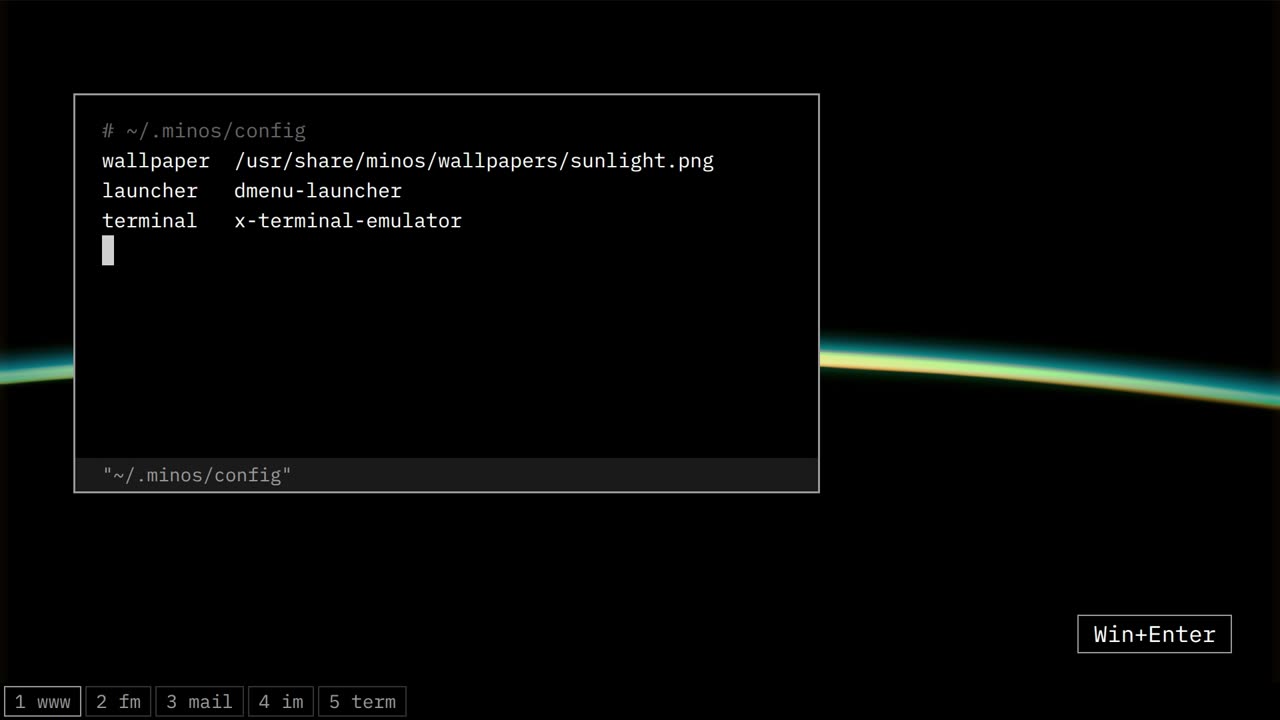 # ~/.minos/config
wallpaper  /usr/share/minos/wallpapers/sunlight.png
launcher   dmenu-launcher
terminal   x-terminal-emulator
"~/.minos/config"
Win+Enter
1 www 2 fm 3 mail 4 im 5 term